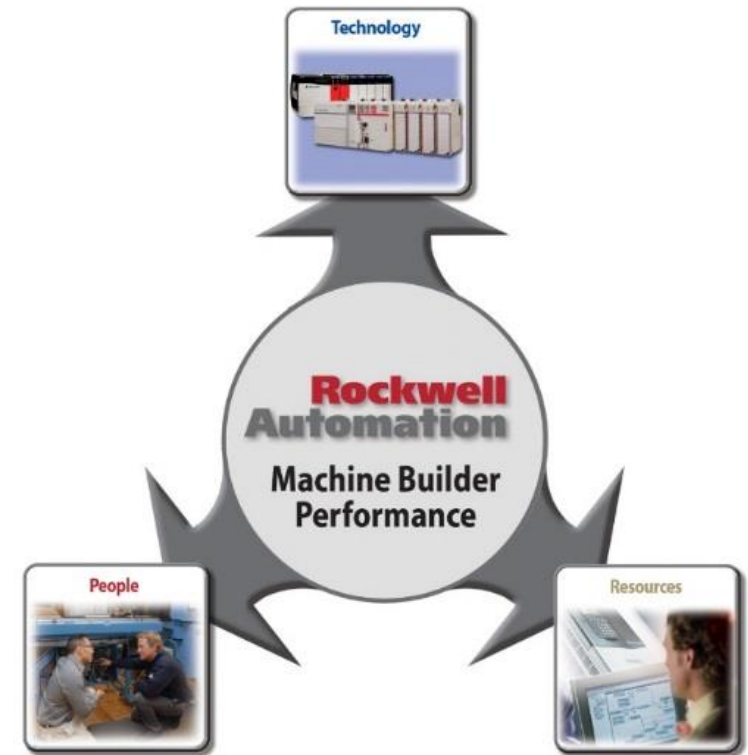 Technology
Rockwell
Automation
Machine Builder
Performance
People
Resources